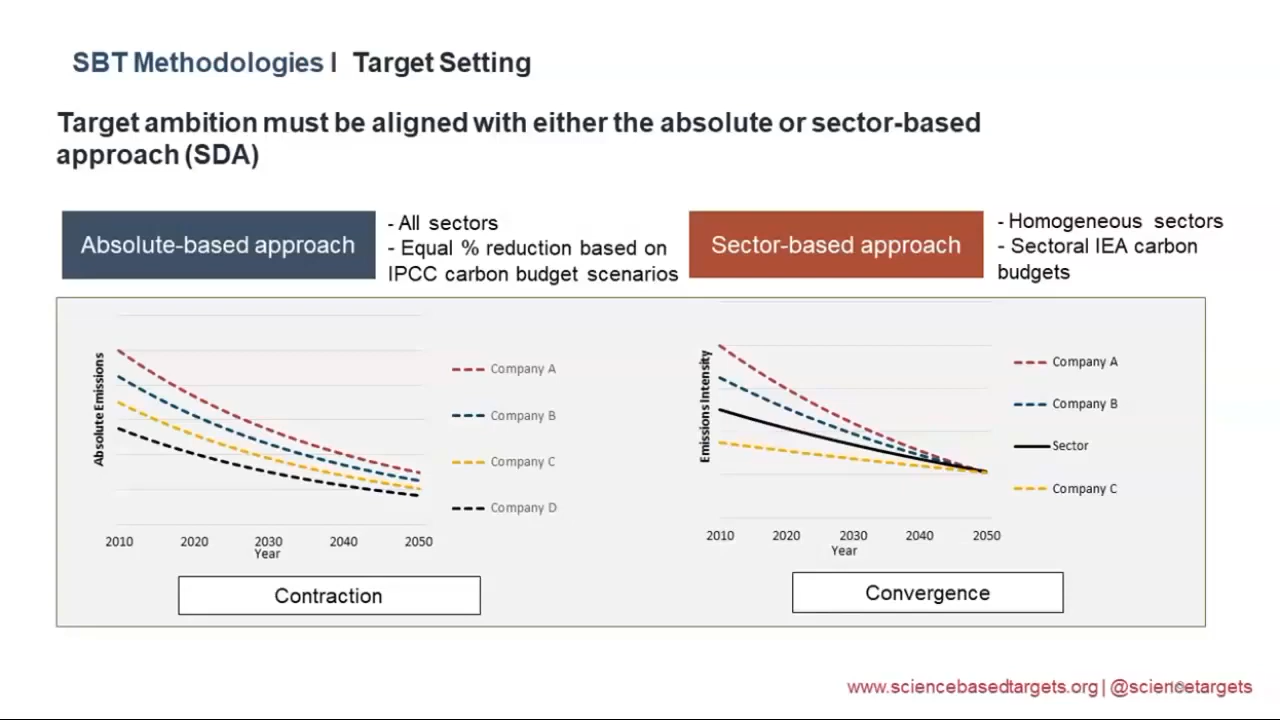 SBT Methodologies I Target Setting
Target ambition must be aligned with either the absolute or sector-based
approach (SDA)
Absolute-based approach
- All sectors
- Equal % reduction based on
IPCC carbon budget scenarios
Sector-based approach
- Homogeneous sectors
- Sectoral IEA carbon
budgets
Absolute Emissions
Company A
Company B
Company C
Company D
2010 2020 2030 2040 2050
Year
Contraction
Emissions Intensity
Company A
Company B
Sector
Company C
2010 2020 2030 2040 2050
Year
Convergence
www.sciencebasedtargets.org | @sciencetargets